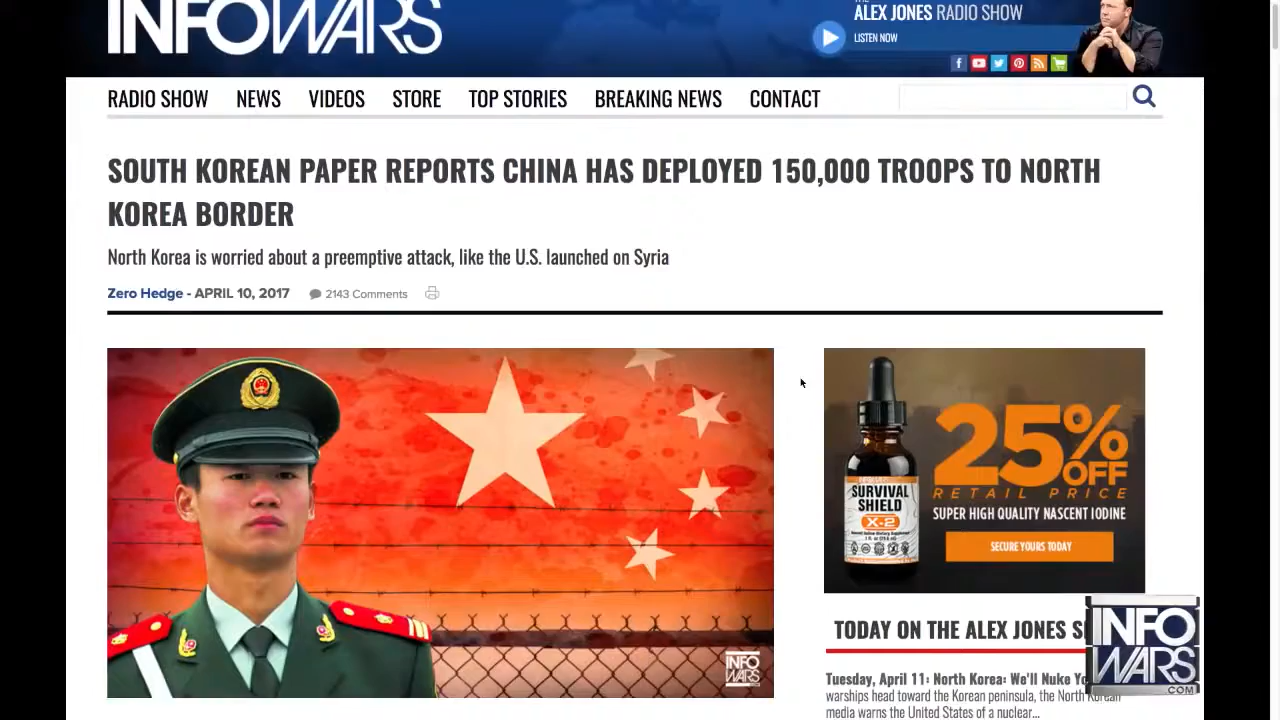 INFOWARS
THE
ALEX JONES RADIO SHOW
LISTEN NOW
RADIO SHOW NEWS VIDEOS STORE TOP STORIES BREAKING NEWS CONTACT
SOUTH KOREAN PAPER REPORTS CHINA HAS DEPLOYED 150,000 TROOPS TO NORTH
KOREA BORDER
North Korea is worried about a preemptive attack, like the U.S. launched on Syria
Zero Hedge - APRIL 10, 2017 2143 Comments
25%
OFF
RETAIL PRICE
SUPER HIGH QUALITY NASCENT IODINE
SECURE YOURS TODAY
SURVIVAL
SHIELD
X-2
INFO
WARS
TODAY ON THE ALEX JONES S
Tuesday, April 11: North Korea: We'll Nuke Yo
warships head toward the Korean peninsula, the North Korean
media warns the United States of a nuclear...
INFO
WARS
.COM